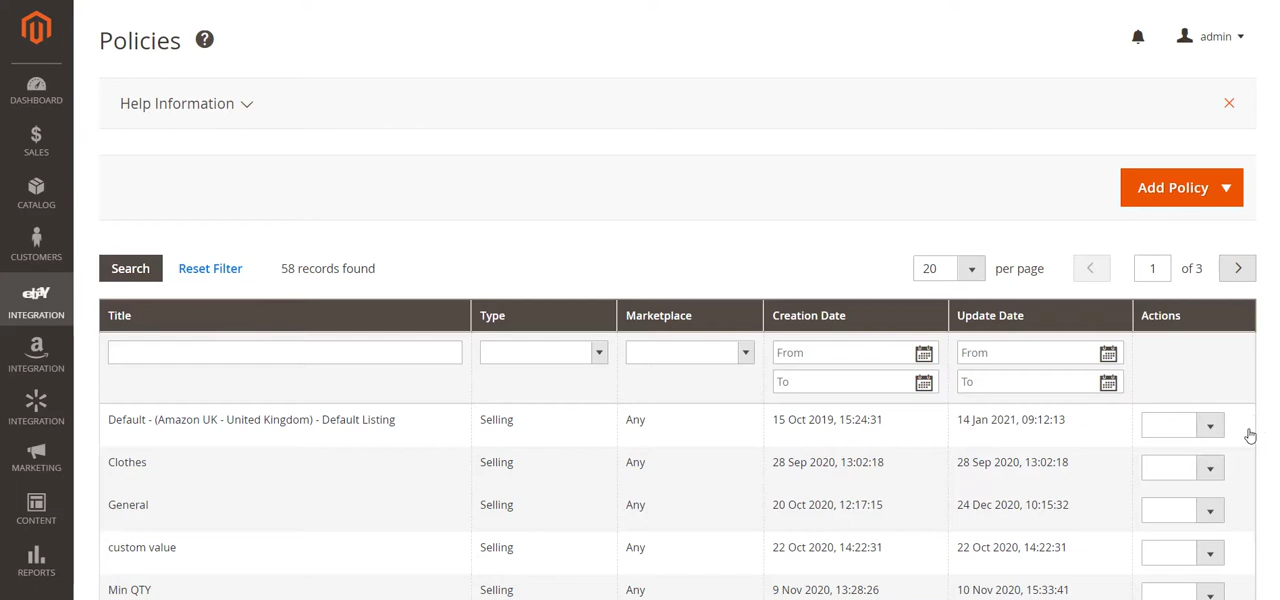 Policies ?
admin
DASHBOARD
SALES
CATALOG
CUSTOMERS
ebay
INTEGRATION
a
INTEGRATION
INTEGRATION
MARKETING
CONTENT
REPORTS
Help Information
Add Policy
Search Reset Filter 58 records found 20 per page 1 of 3
Title Type Marketplace Creation Date Update Date Actions
From From
To To
Default - (Amazon UK - United Kingdom) - Default Listing Selling Any 15 Oct 2019, 15:24:31 14 Jan 2021, 09:12:13
Clothes Selling Any 28 Sep 2020, 13:02:18 28 Sep 2020, 13:02:18
General Selling Any 20 Oct 2020, 12:17:15 24 Dec 2020, 10:15:32
custom value Selling Any 22 Oct 2020, 14:22:31 22 Oct 2020, 14:22:31
Min QTY Selling Any 9 Nov 2020, 13:28:26 10 Nov 2020, 15:33:41